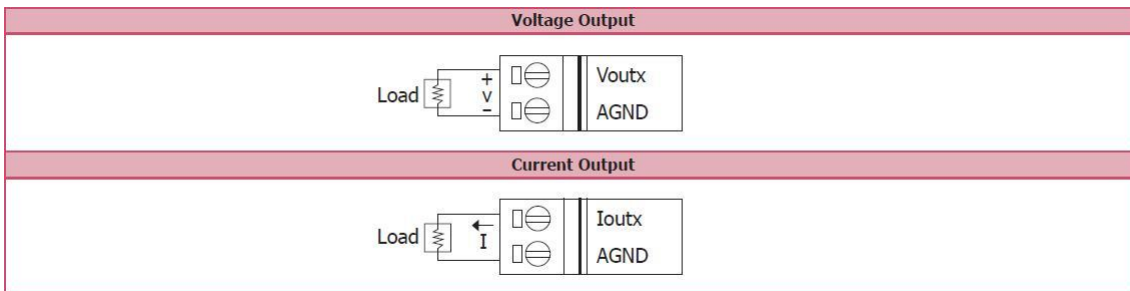 Voltage Output
Load + V - Voutx
AGND
Current Output
Load I Ioutx
AGND